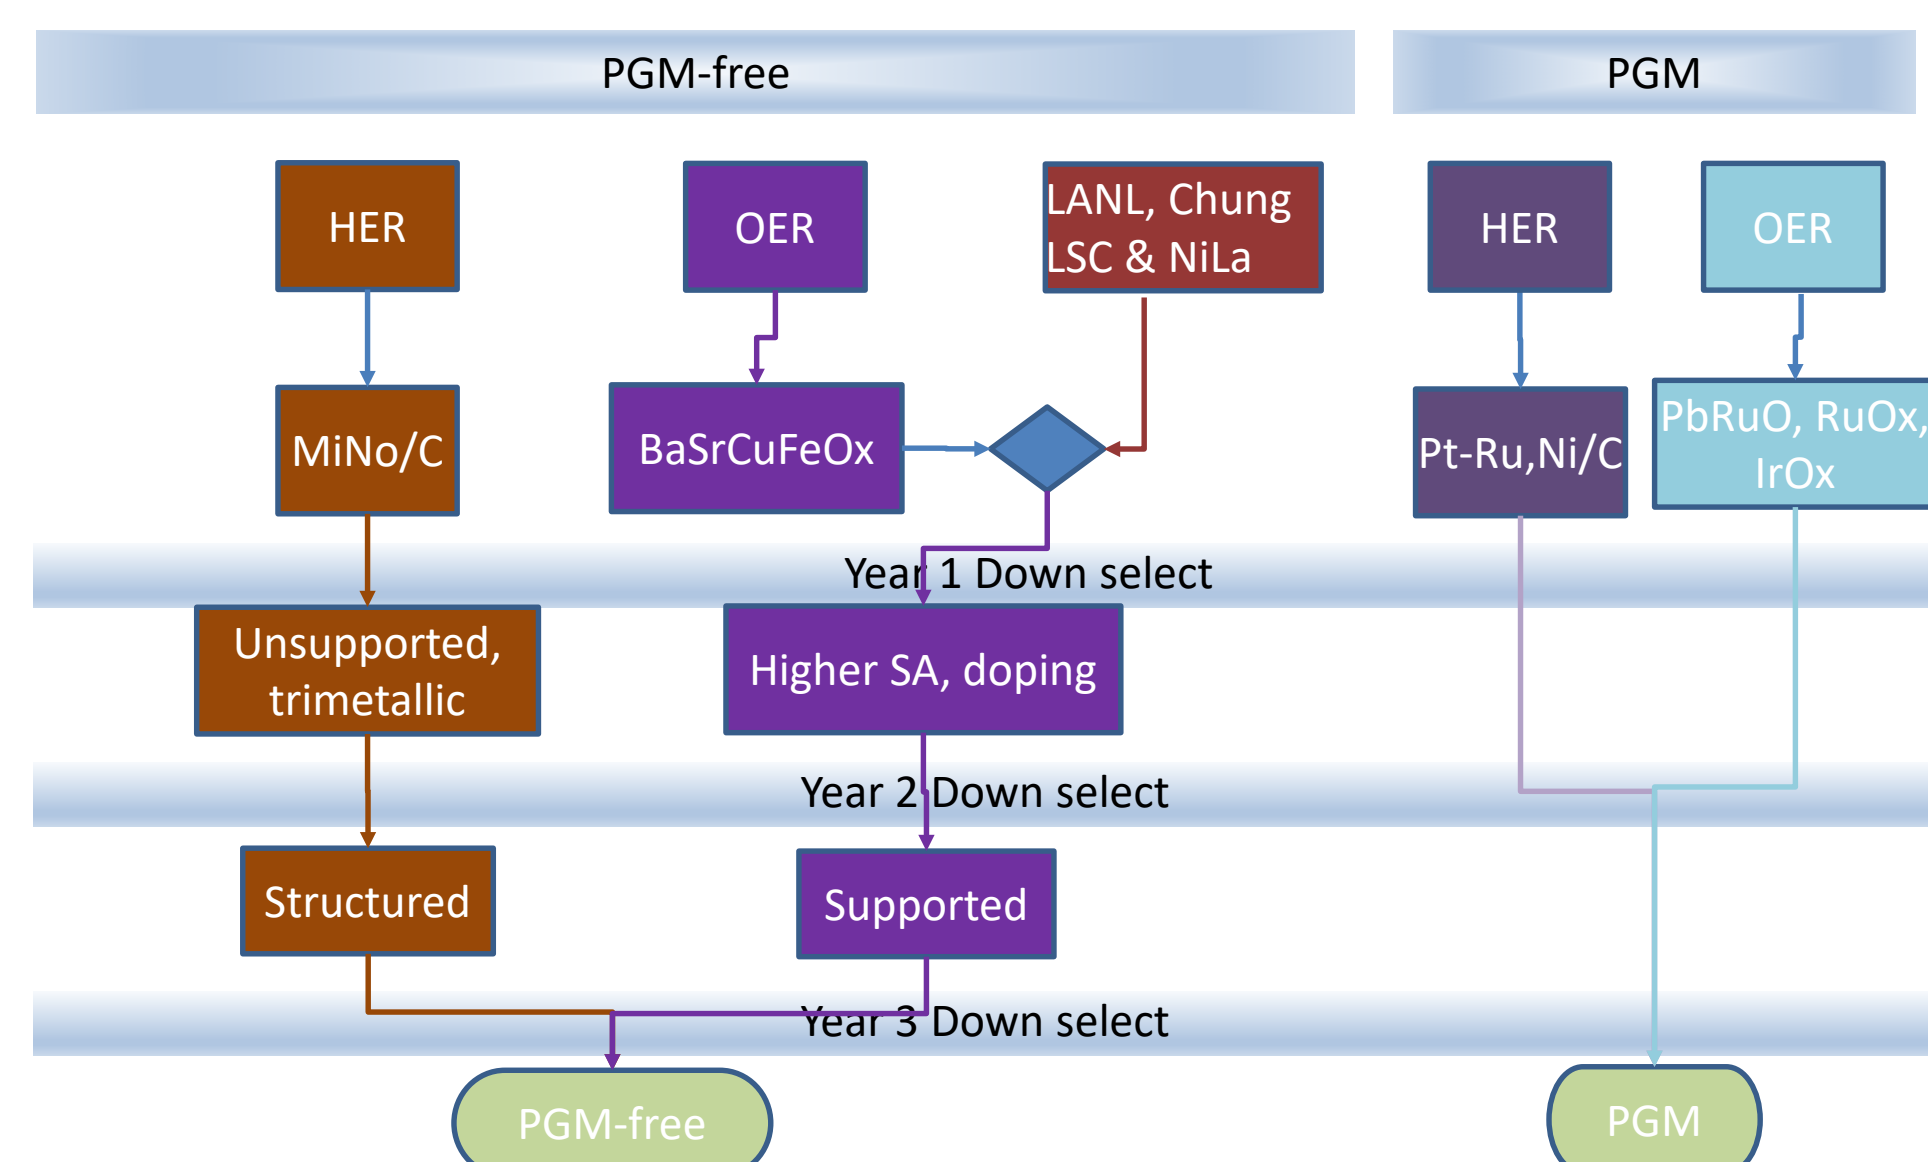 PGM-free
PGM
HER
OER
LANL, Chung
LSC & NiLa
HER
OER
MiNo/C
BaSrCuFeOx
Pt-Ru,Ni/C
PbRuO, RuOx,
IrOx
Year 1 Down select
Unsupported,
trimetallic
Higher SA, doping
Year 2 Down select
Structured
Supported
Year 3 Down select
PGM-free
PGM